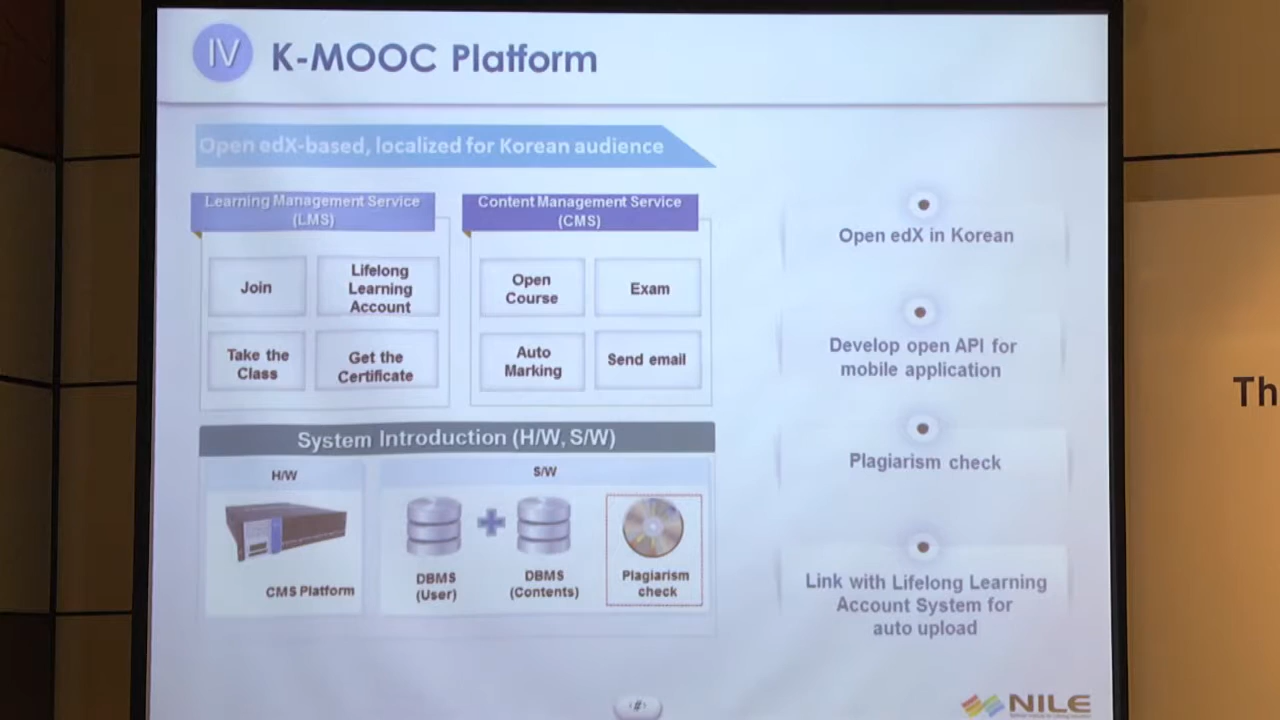 IV K-MOOC Platform
Open edX-based, localized for Korean audience
Learning Management Service
(LMS)
Join
Lifelong
Learning
Account
Take the
Class
Get the
Certificate
Content Management Service
(CMS)
Open
Course
Exam
Auto
Marking
Send email
System Introduction (H/W, S/W)
H/W
CMS Platform
S/W
DBMS
(User)
DBMS
(Contents)
Plagiarism
check
Open edX in Korean
Develop open API for
mobile application
Plagiarism check
Link with Lifelong Learning
Account System for
auto upload
‹#›
NILE
Th